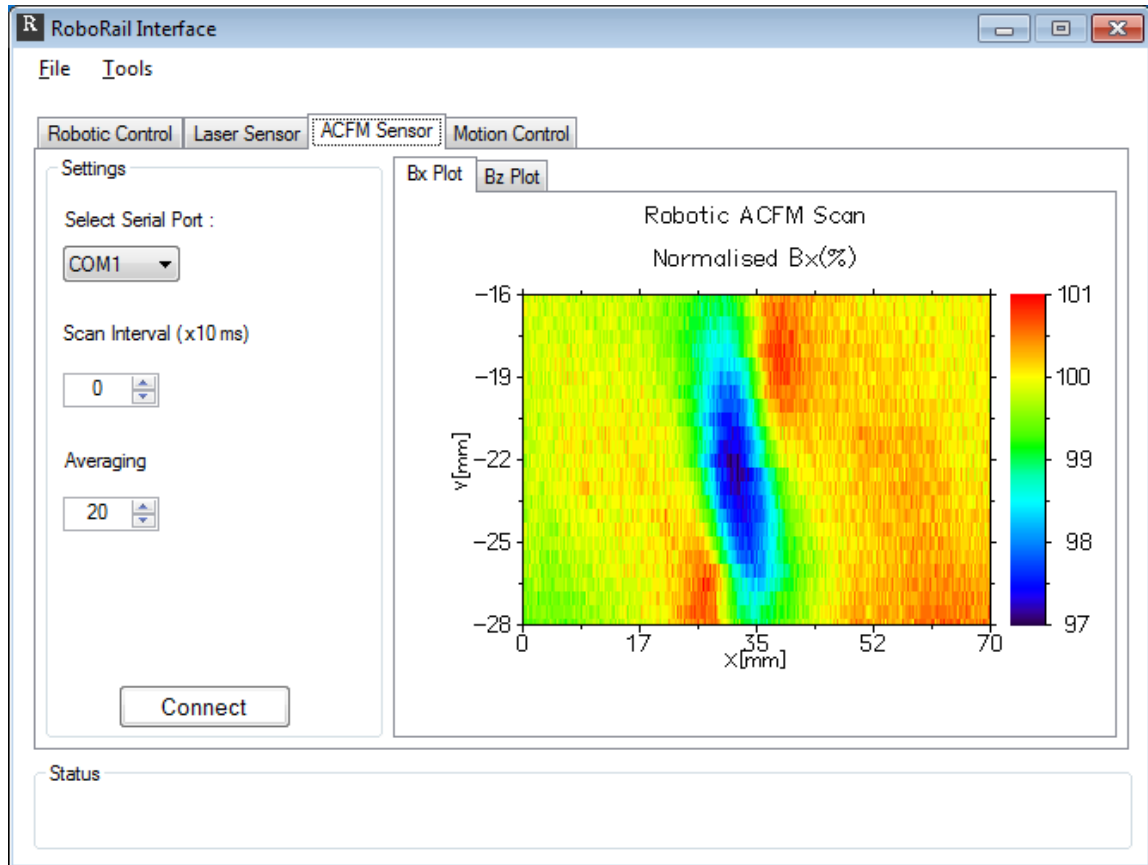 R RoboRail Interface
File Tools
Robotic Control Laser Sensor ACFM Sensor Motion Control
Settings
Select Serial Port :
COM1
Scan Interval (x10 ms)
0
Averaging
20
Connect
Bx Plot Bz Plot
Robotic ACFM Scan
Normalised Bx(%)
Y[mm]
-16
-19
-22
-25
-28
0 17 35 52 70
X[mm]
101
100
99
98
97
Status